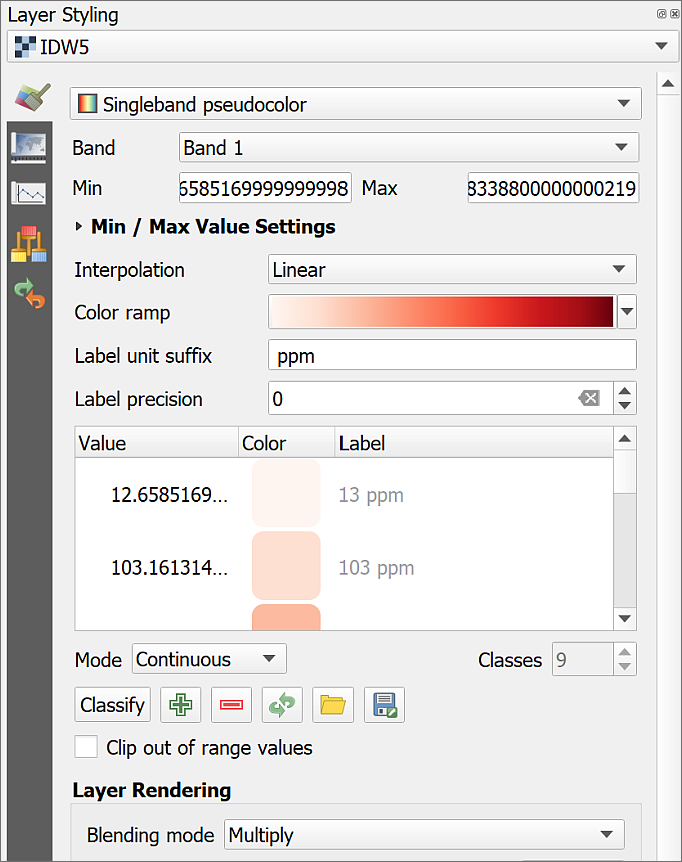 Layer Styling
IDW5
Singleband pseudocolor
Band Band 1
Min 6585169999999998 Max 8338800000000219
Min / Max Value Settings
Interpolation Linear
Color ramp
Label unit suffix ppm
Label precision 0
Value Color Label
12.6585169... 13 ppm
103.161314... 103 ppm
Mode Continuous Classes 9
Classify
Clip out of range values
Layer Rendering
Blending mode Multiply